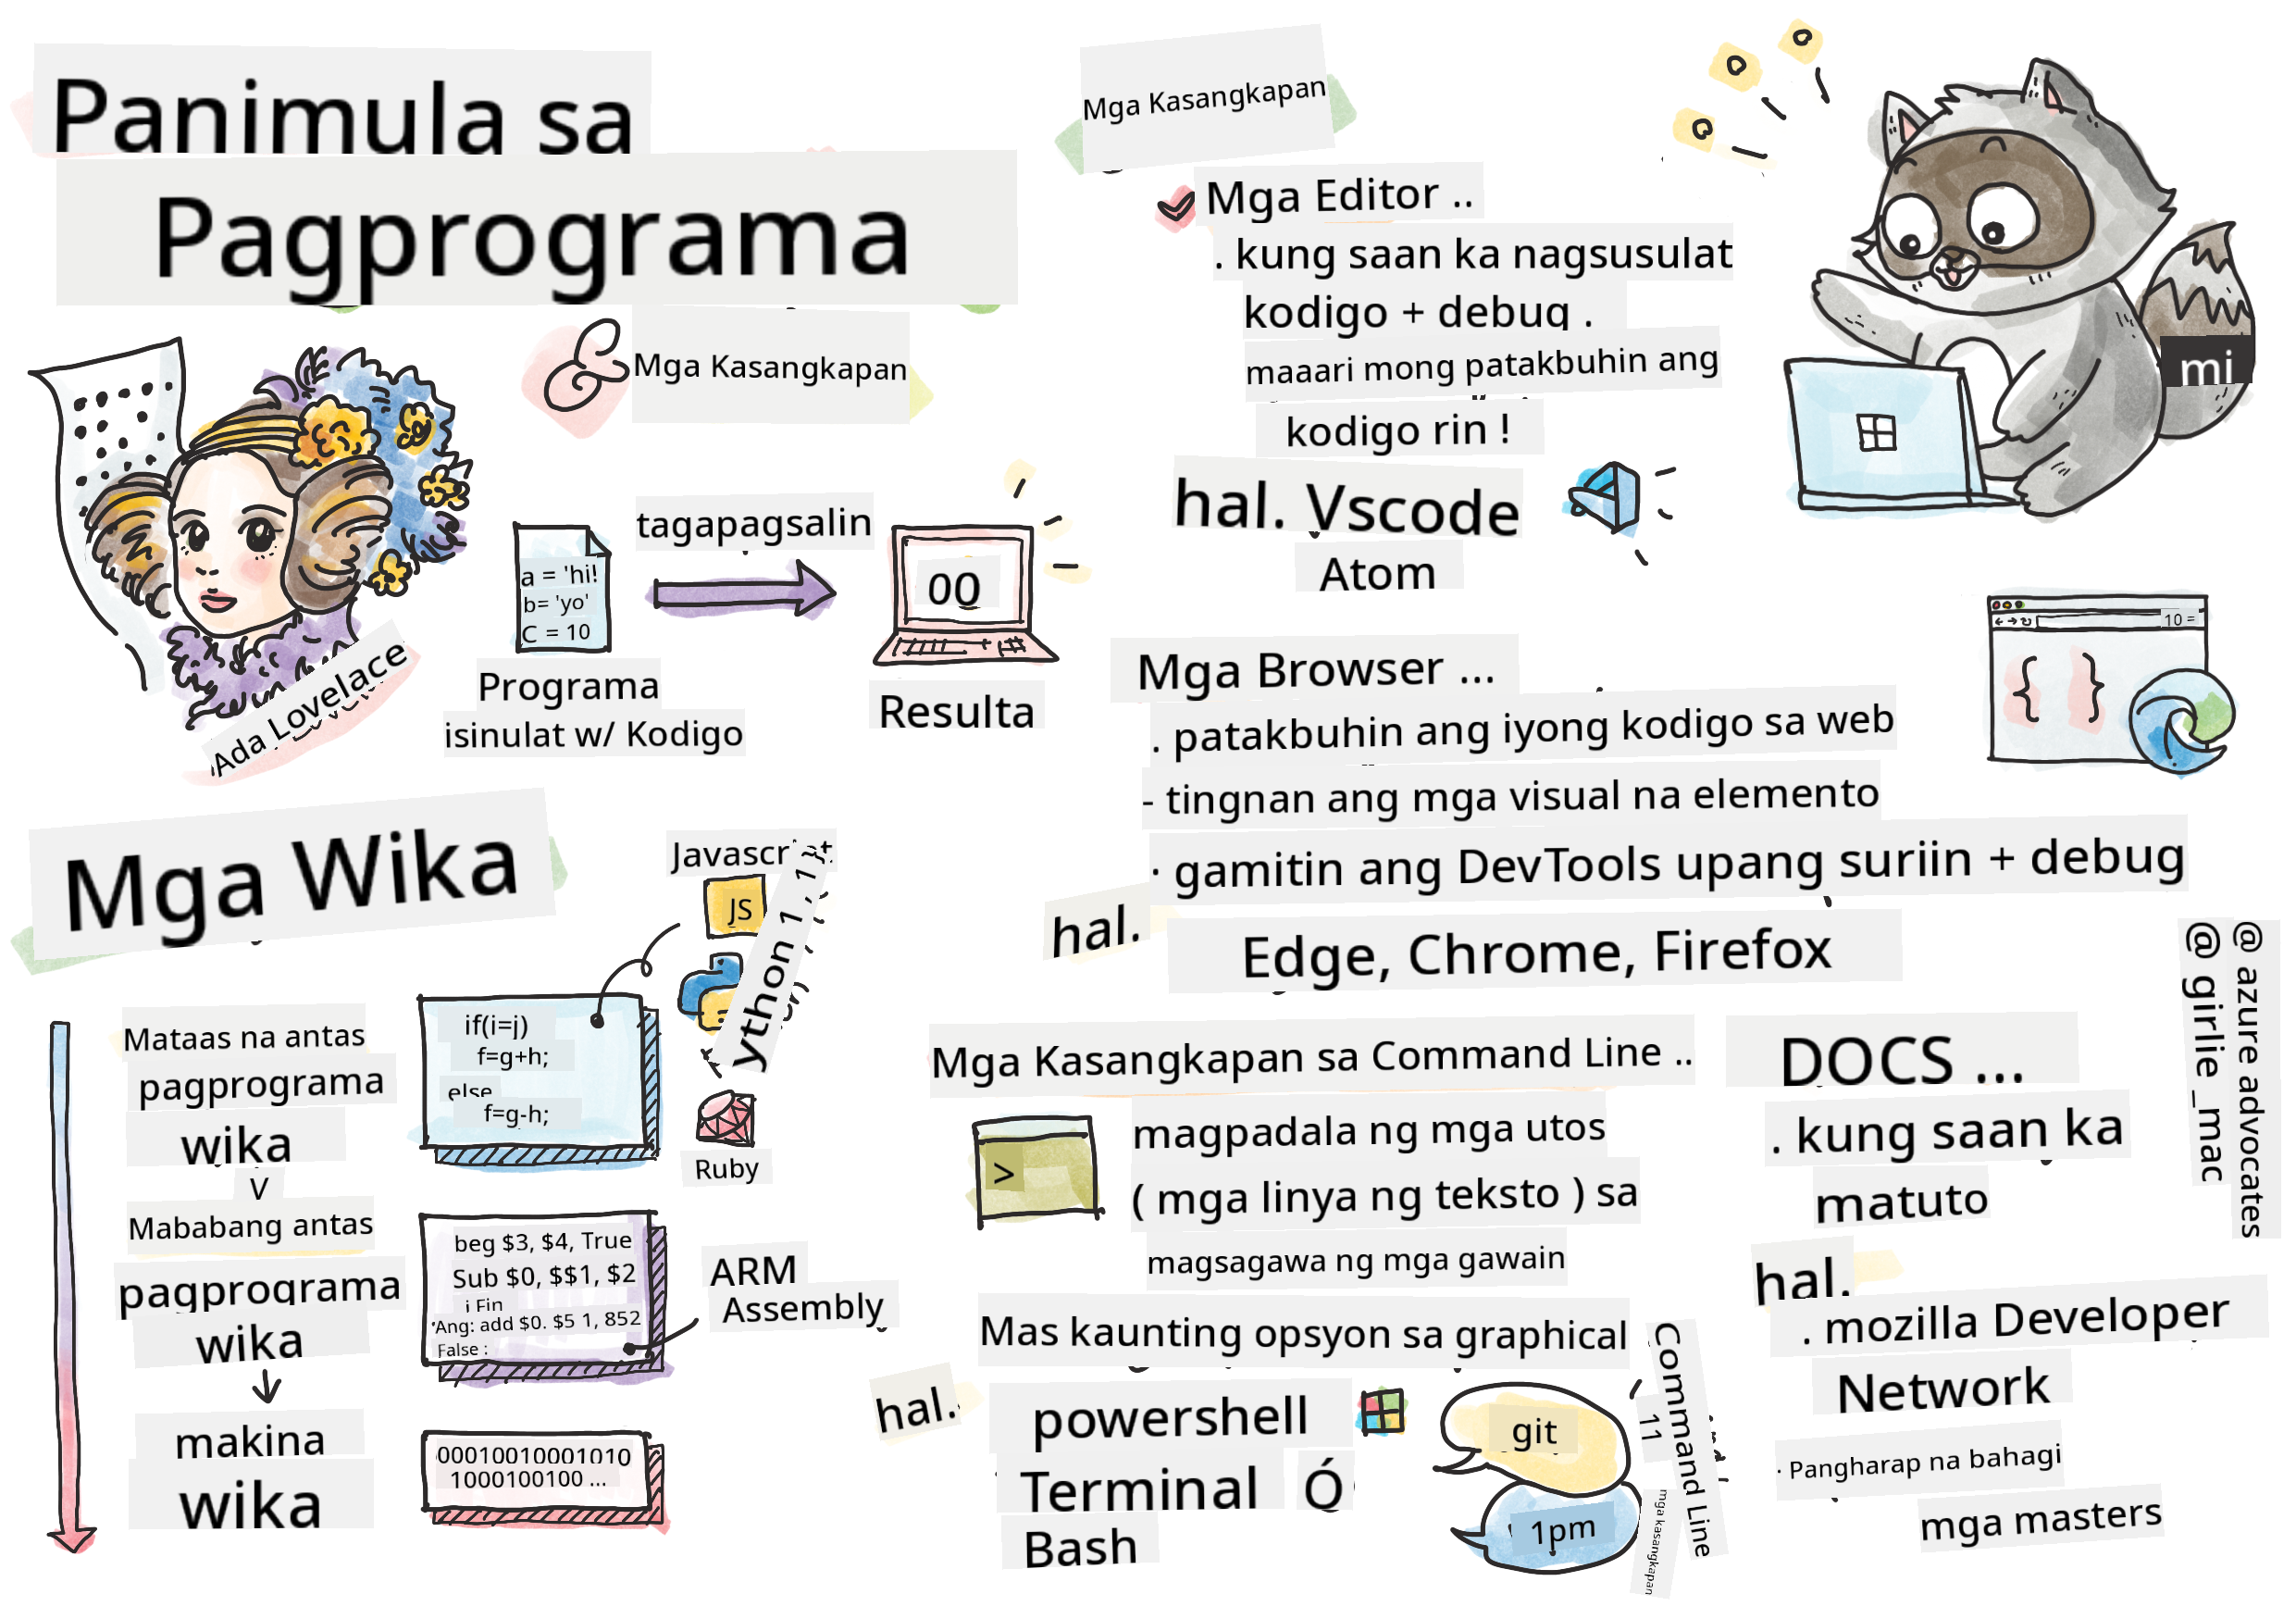 Panimula sa
Pagprograma
& Mga Kasangkapan
Ada Lovelace
a = 'hi!
b= 'yo'
C = 10
Programa
isinulat w/ Kodigo
tagapagsalin
00
Resulta
Mga Wika
Mataas na antas
pagprograma
wika
V
Mababang antas
pagprograma
wika
makina
wika
if(i=j)
f=g+h;
else
f=g-h;
Javascript
JS
ython 1, 1
Ruby
beg $3, $4, True
Sub $0, $$1, $2
j Fin
Ang: add $0. $5 1, 852
False :
ARM
Assembly
00010010001010
1000100100 ...
Mga Kasangkapan
Mga Editor ..
. kung saan ka nagsusulat
kodigo + debug .
maaari mong patakbuhin ang
kodigo rin !
hal. Vscode
Atom
mi
Mga Browser ...
. patakbuhin ang iyong kodigo sa web
- tingnan ang mga visual na elemento
· gamitin ang DevTools upang suriin + debug
hal.
Edge, Chrome, Firefox
10 =
{ }
Mga Kasangkapan sa Command Line ..
>
magpadala ng mga utos
( mga linya ng teksto ) sa
magsagawa ng mga gawain
Mas kaunting opsyon sa graphical
hal.
powershell
Terminal Ó
Bash
git
1pm
Command Line
11
mga kasangkapan
DOCS ...
. kung saan ka
matuto
hal.
. mozilla Developer
Network
· Pangharap na bahagi
mga masters
@ azure advocates
@ girlie _mac